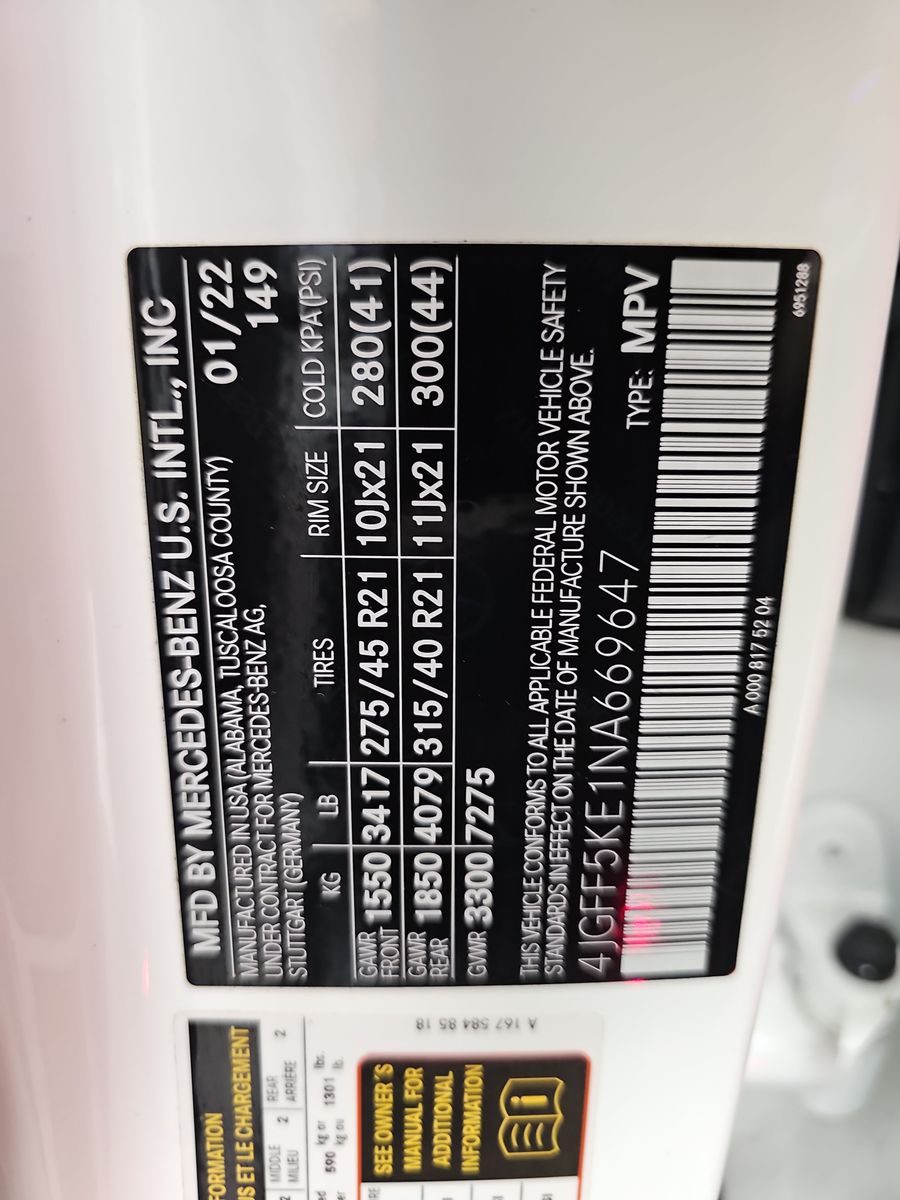 MFD BY MERCEDES-BENZ U.S. INTL., INC
MANUFACTURED IN USA (ALABAMA, TUSCALOOSA COUNTY) 01/22
UNDER CONTRACT FOR MERCEDES-BENZ AG, 149
STUTTGART (GERMANY)
KG LB TIRES RIM SIZE COLD KPA(PSI)
GAWR FRONT 1550 3417 275/45 R21 10Jx21 280(41)
GAWR REAR 1850 4079 315/40 R21 11Jx21 300(44)
GVWR 3300 7275
THIS VEHICLE CONFORMS TO ALL APPLICABLE FEDERAL MOTOR VEHICLE SAFETY
STANDARDS IN EFFECT ON THE DATE OF MANUFACTURE SHOWN ABOVE.
4JGFF5KE1NA669647 TYPE: MPV
A 000 817 52 04
6951288
A 167 584 85 18
FORMATION
US ET LE CHARGEMENT
2 MIDDLE MILIEU 2 REAR ARRIÈRE 2
590 kg or kg ou 1301 lbs. lb.
SEE OWNER'S
MANUAL FOR
ADDITIONAL
INFORMATION